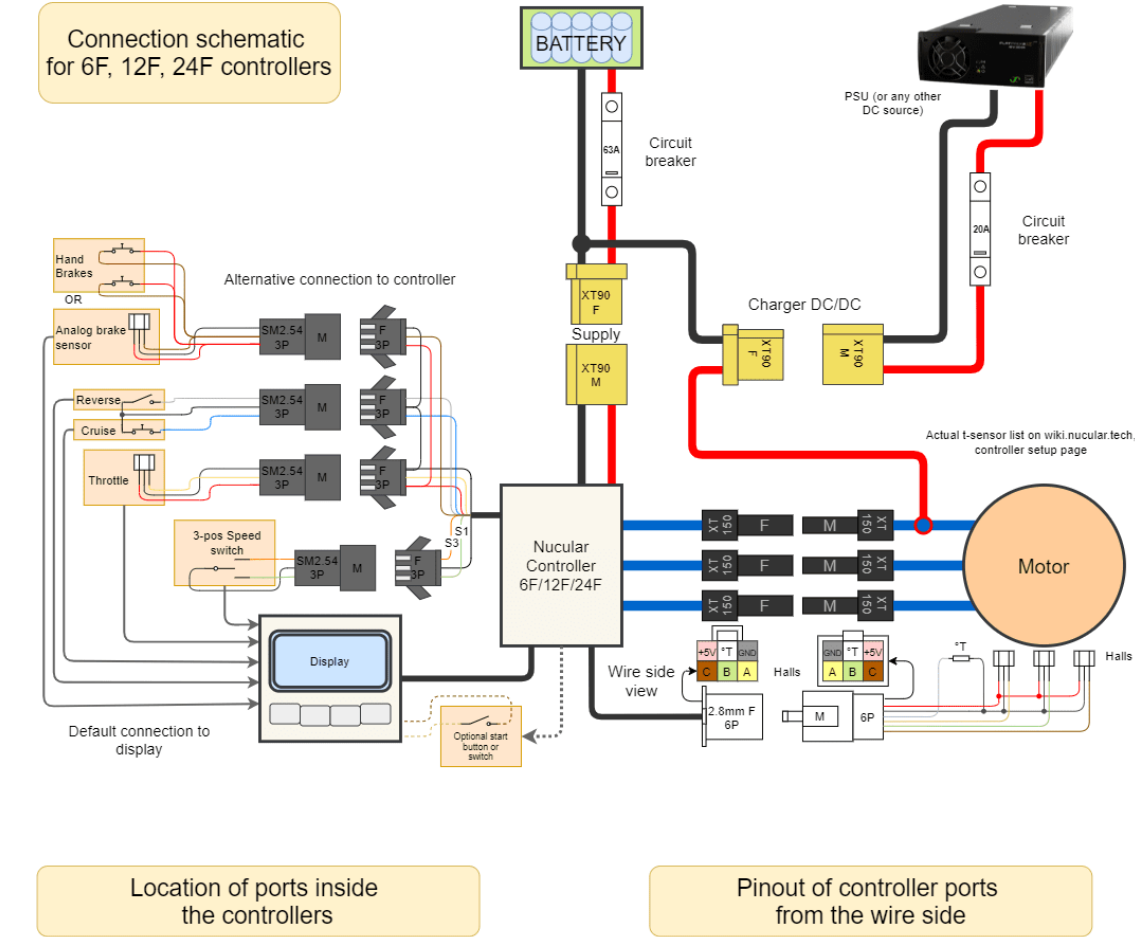 Connection schematic
for 6F, 12F, 24F controllers
BATTERY
63A
Circuit
breaker
PSU (or any other
DC source)
20A
Circuit
breaker
Hand
Brakes
OR
Analog brake
sensor
Alternative connection to controller
SM2.54
3P
M
F
3P
XT90
F
Supply
XT90
M
Charger DC/DC
XT90
F
XT90
M
Reverse
Cruise
SM2.54
3P
M
F
3P
Throttle
SM2.54
3P
M
F
3P
Actual t-sensor list on wiki.nucular.tech,
controller setup page
S1
S3
3-pos Speed
switch
SM2.54
3P
M
F
3P
Nucular
Controller
6F/12F/24F
XT
150
F
M
XT
150
XT
150
F
M
XT
150
XT
150
F
M
XT
150
Motor
Display
Default connection to
display
Optional start
button or
switch
+5V °T GND
C B A
Halls
GND °T +5V
A B C
Wire side
view
2.8mm F
6P
M
6P
°T
Halls
Location of ports inside
the controllers
Pinout of controller ports
from the wire side